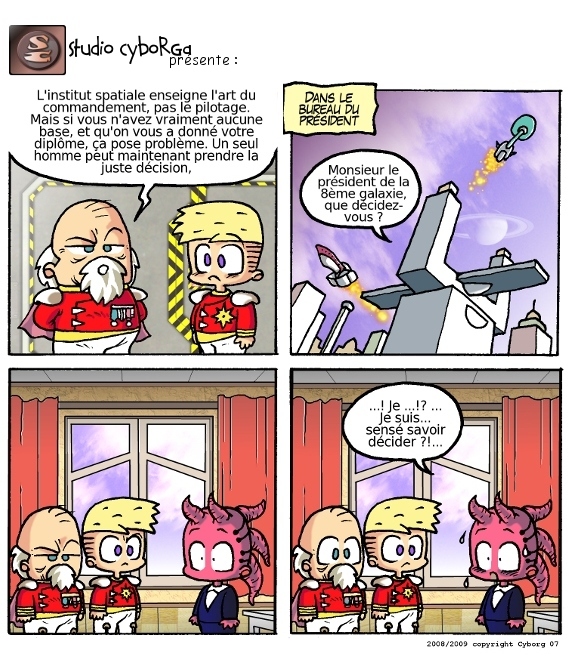 studio cyboRga
présente :
L'institut spatiale enseigne l'art du
commandement, pas le pilotage.
Mais si vous n'avez vraiment aucune
base, et qu'on vous a donné votre
diplôme, ça pose problème. Un seul
homme peut maintenant prendre la
juste décision,
DANS LE
BUREAU DU
PRÉSIDENT
Monsieur le
président de la
8ème galaxie,
que décidez-
vous ?
...! Je ...!? ...
Je suis...
sensé savoir
décider ?!...
2008/2009 copyright Cyborg 07